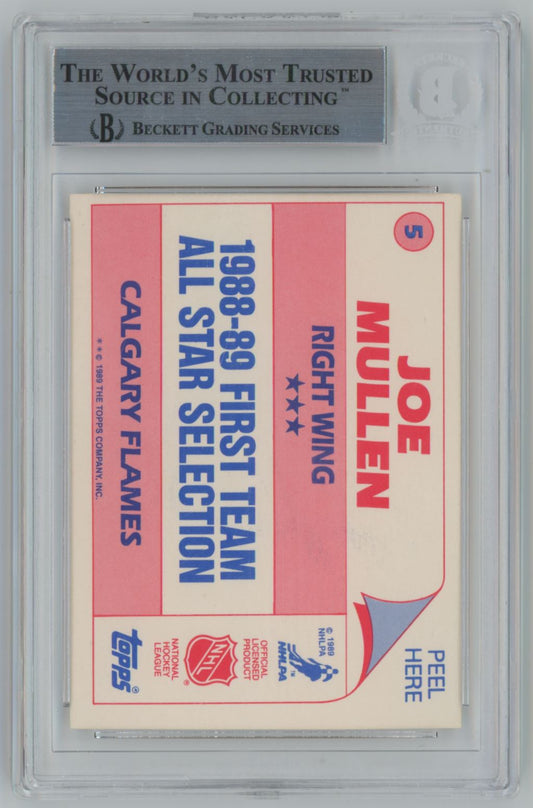 THE WORLD'S MOST TRUSTED
SOURCE IN COLLECTING™
B BECKETT GRADING SERVICES
5
JOE
MULLEN
RIGHT WING
★★★
1988-89 FIRST TEAM
ALL STAR SELECTION
CALGARY FLAMES
**© 1989 THE TOPPS COMPANY, INC.
PEEL
HERE
© 1989
NHLPA
NHLPA
OFFICIAL
LICENSED
PRODUCT
NHL®
NATIONAL
HOCKEY
LEAGUE
TOPPS®